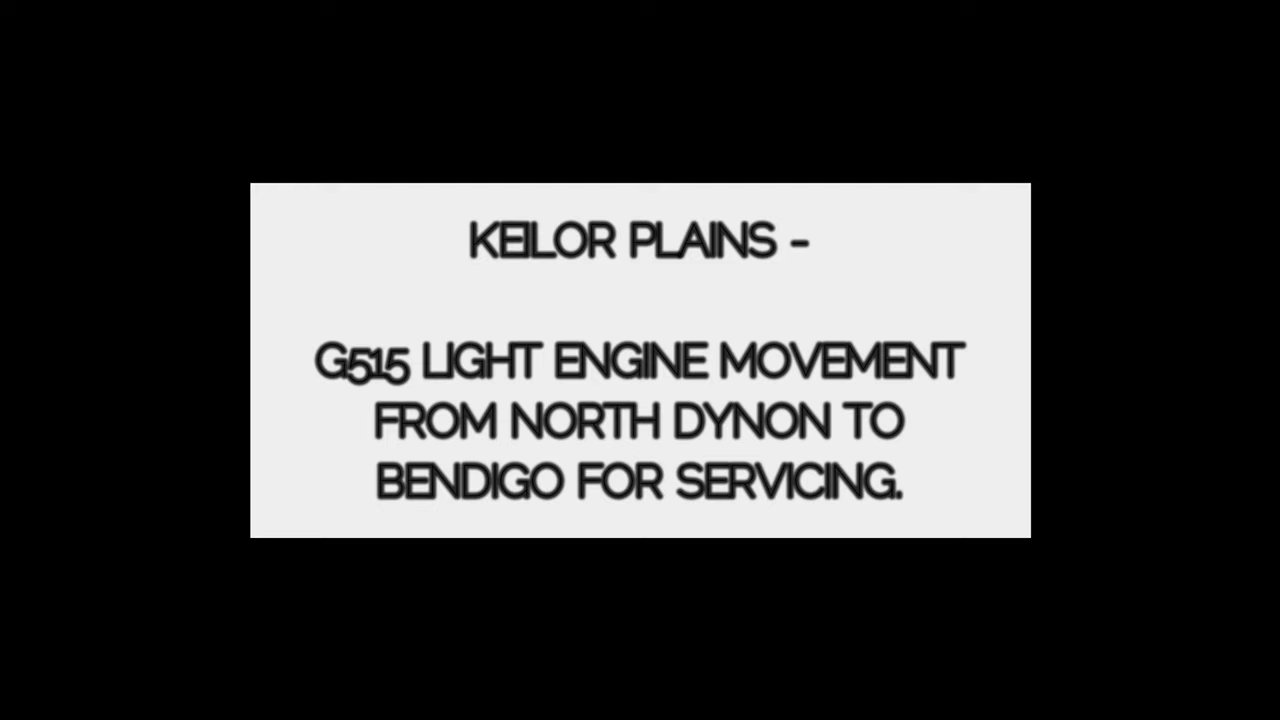 KEILOR PLAINS -
G515 LIGHT ENGINE MOVEMENT
FROM NORTH DYNON TO
BENDIGO FOR SERVICING.